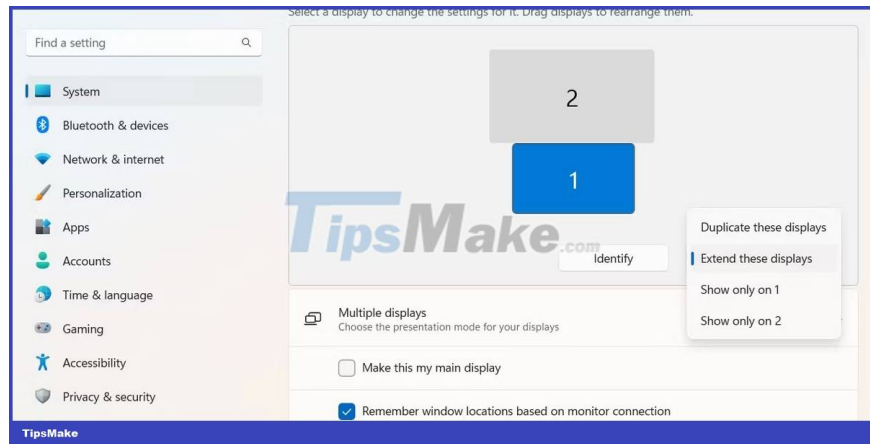 Select a display to change the settings for it. Drag displays to rearrange them.
Find a setting
System
Bluetooth & devices
Network & internet
Personalization
Apps
Accounts
Time & language
Gaming
Accessibility
Privacy & security
2
1
TipsMake.com
Identify
Duplicate these displays
Extend these displays
Show only on 1
Show only on 2
Multiple displays
Choose the presentation mode for your displays
Make this my main display
Remember window locations based on monitor connection
TipsMake